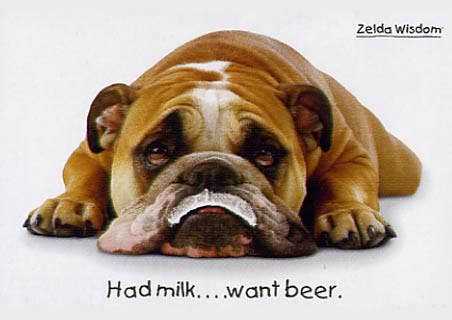 Zelda Wisdom
Had milk....want beer.